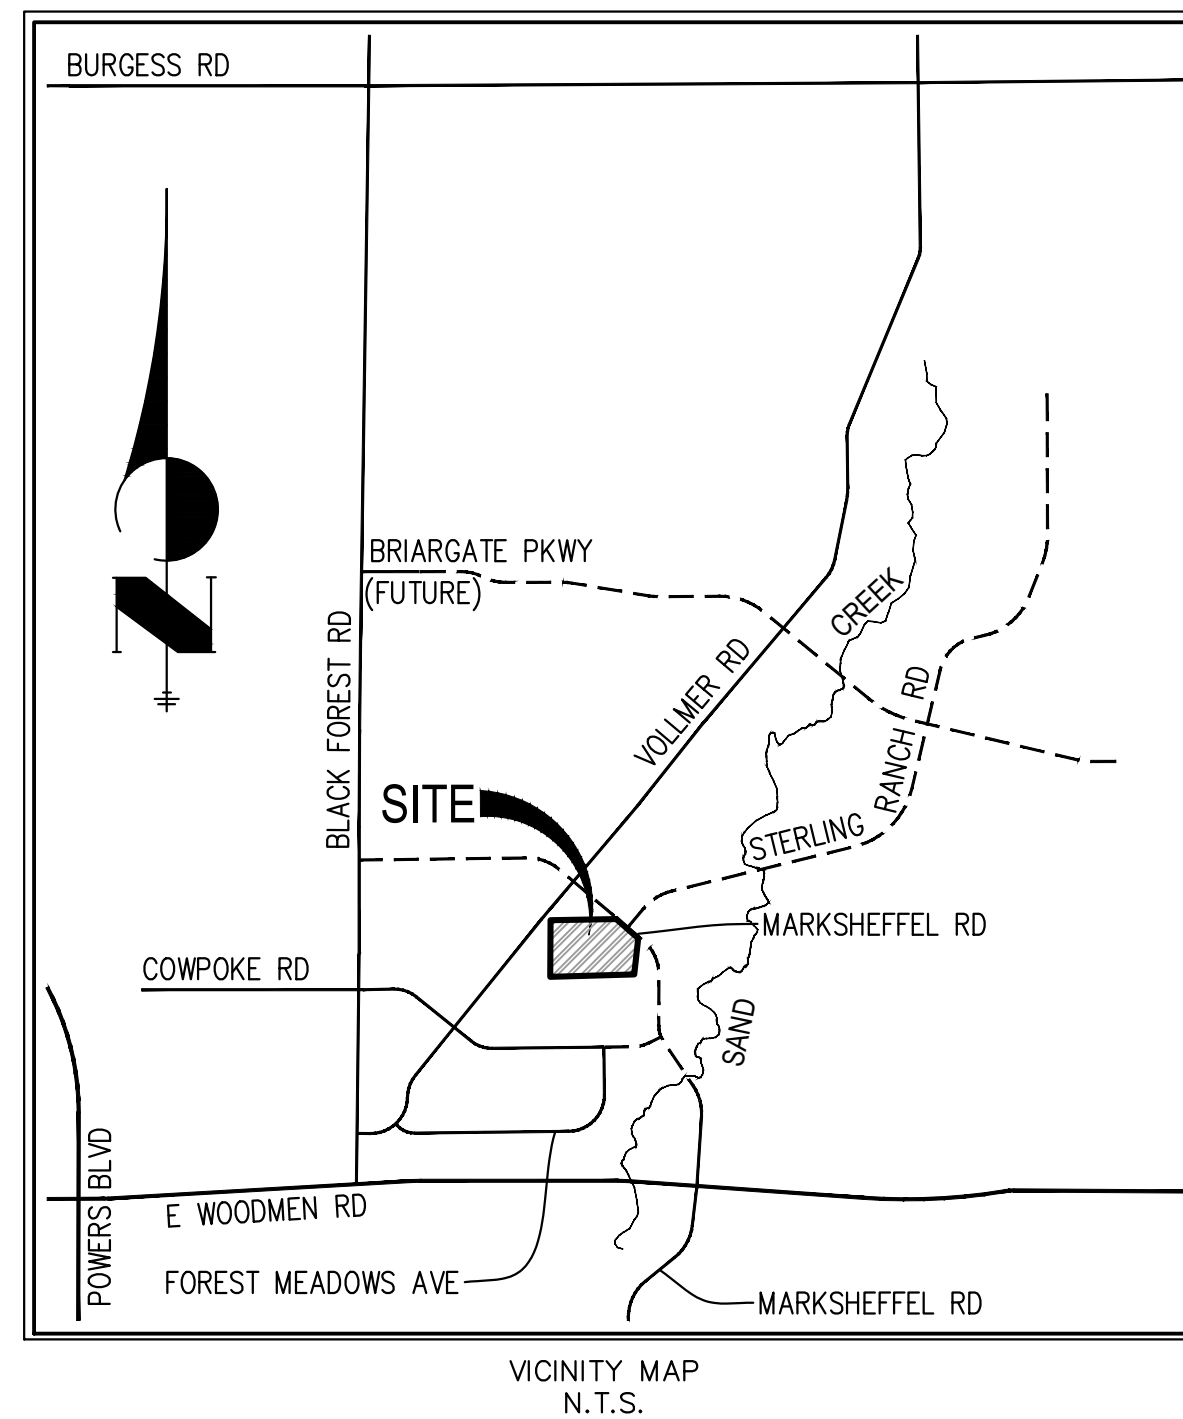 BURGESS RD
N
BRIARGATE PKWY
(FUTURE)
CREEK
BLACK FOREST RD
VOLLMER RD
STERLING RANCH RD
SITE
MARKSHEFFEL RD
COWPOKE RD
SAND
POWERS BLVD
E WOODMEN RD
FOREST MEADOWS AVE
MARKSHEFFEL RD
VICINITY MAP
N.T.S.